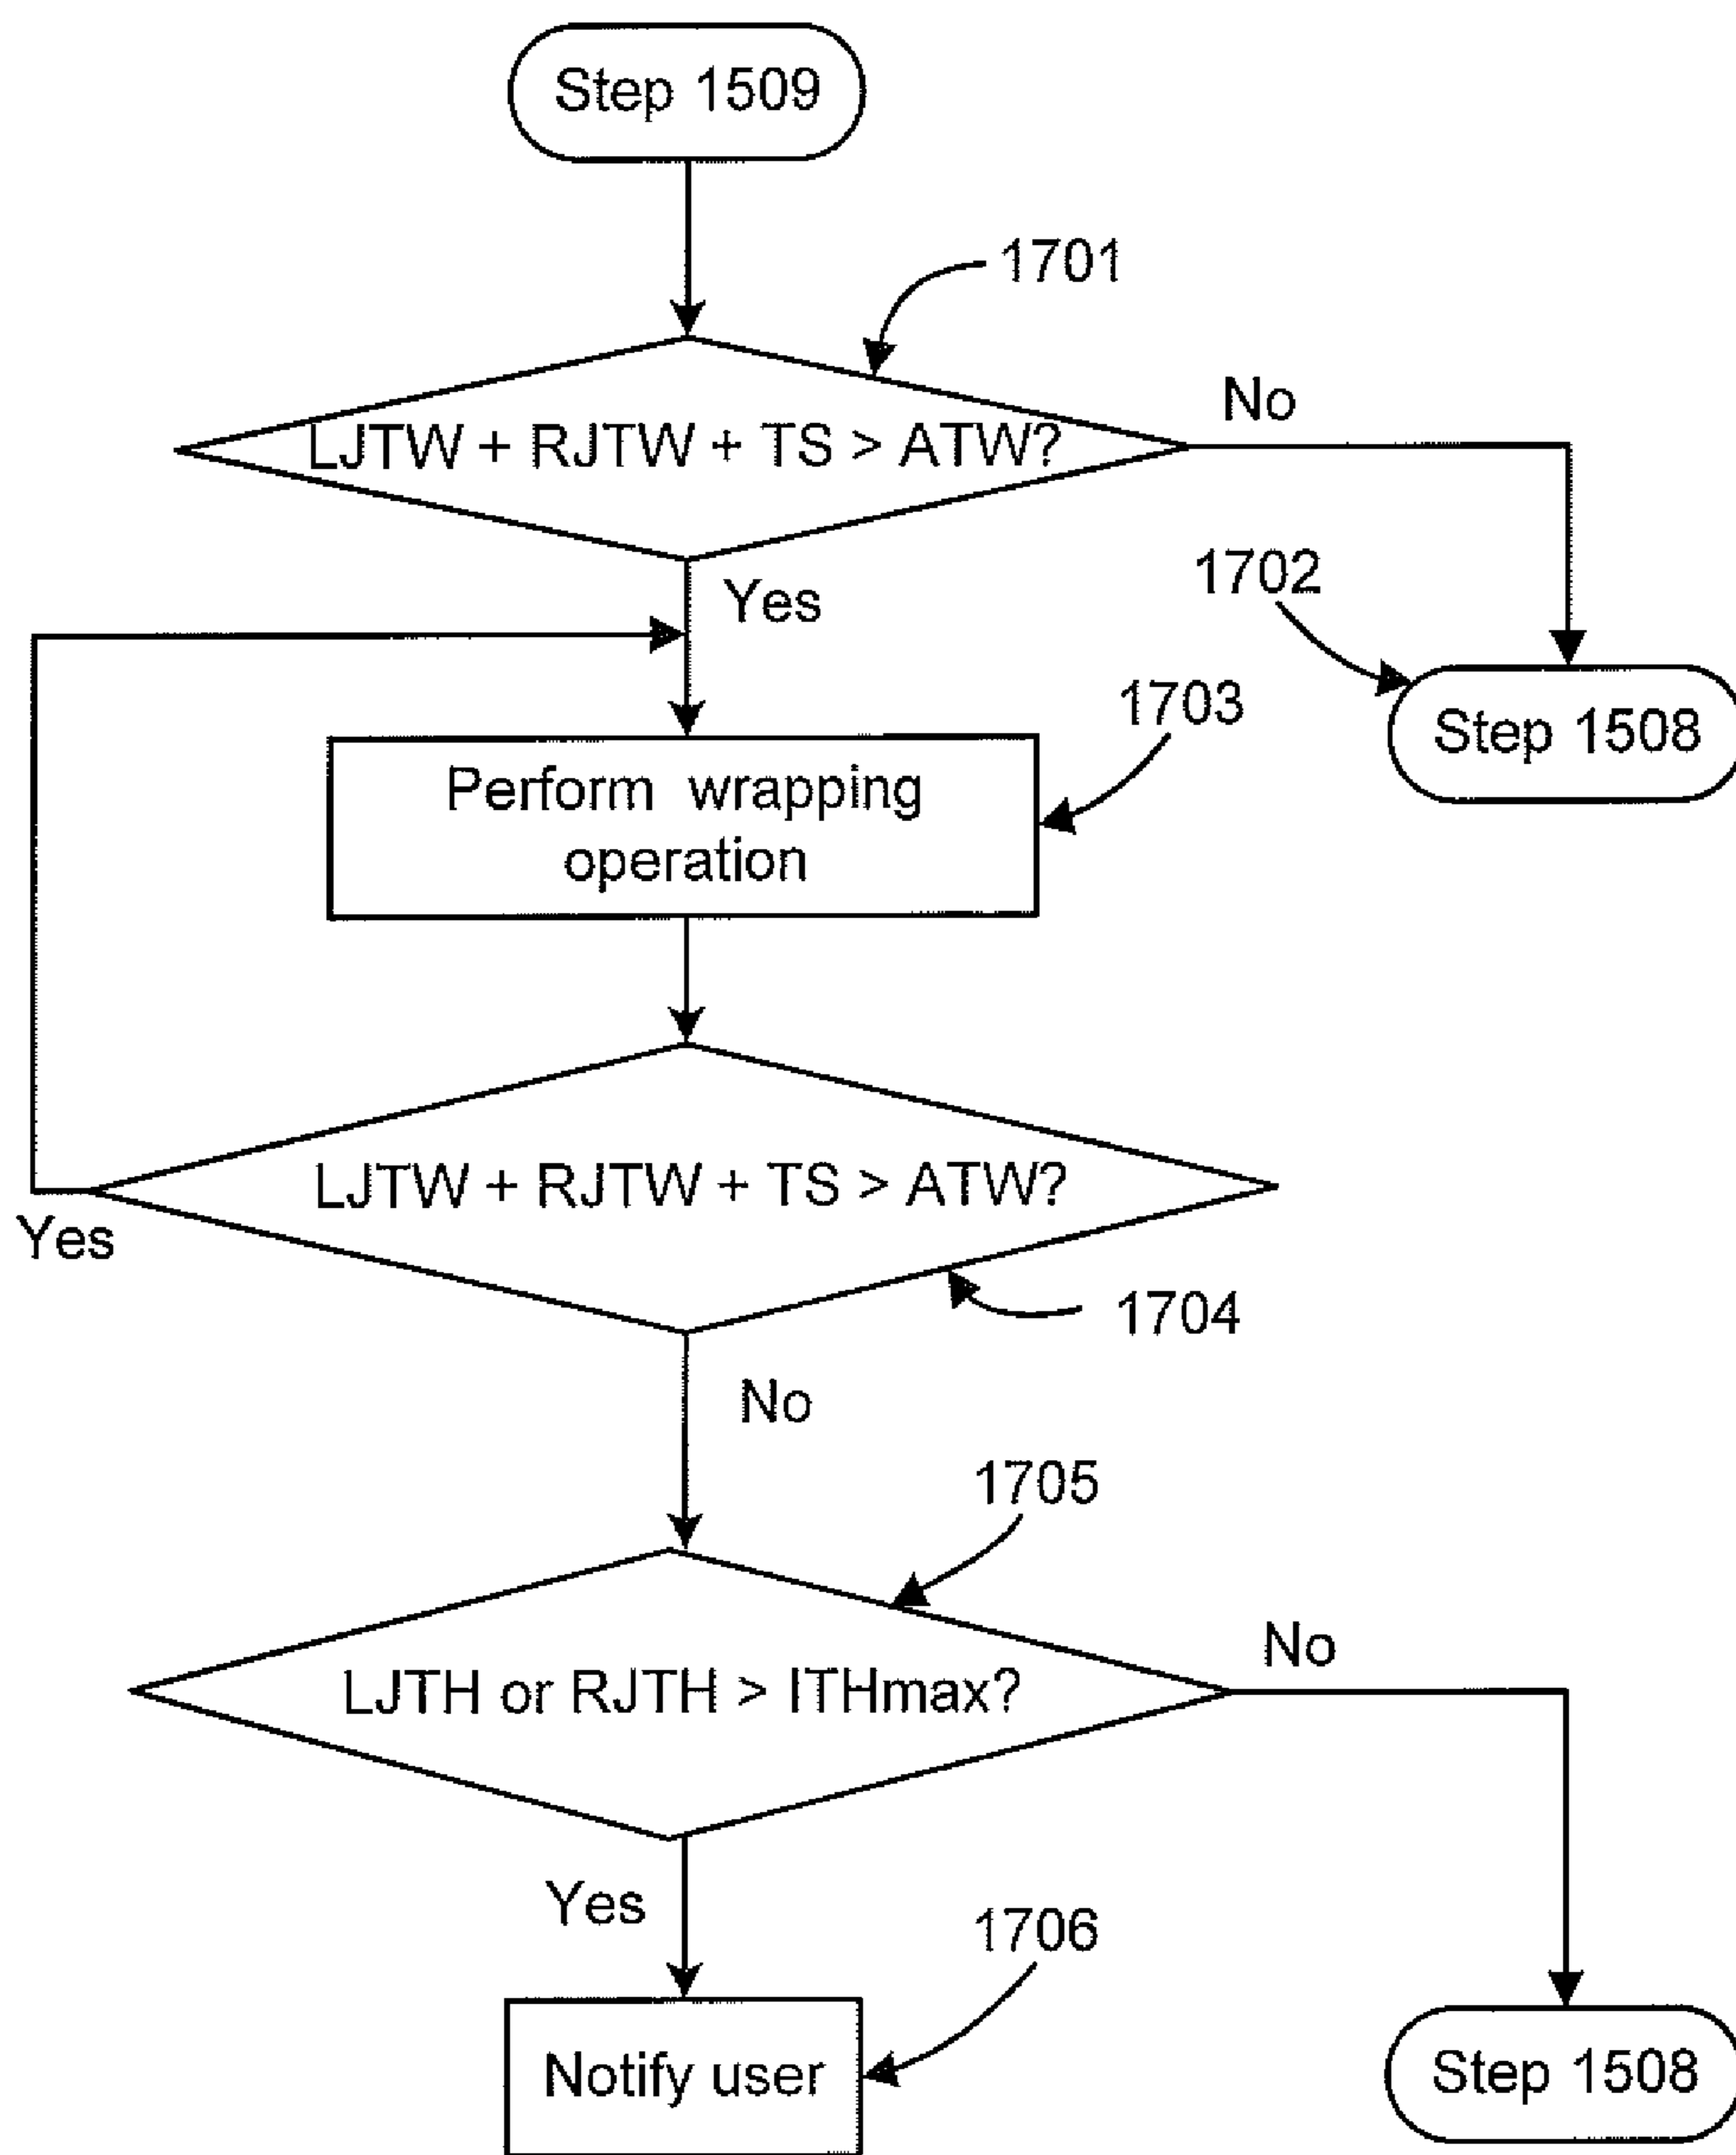 Step 1509
1701
LJTW + RJTW + TS > ATW?
No
Yes
1702
Step 1508
1703
Perform wrapping
operation
LJTW + RJTW + TS > ATW?
Yes
1704
No
1705
LJTH or RJTH > ITHmax?
No
Yes
1706
Notify user
Step 1508